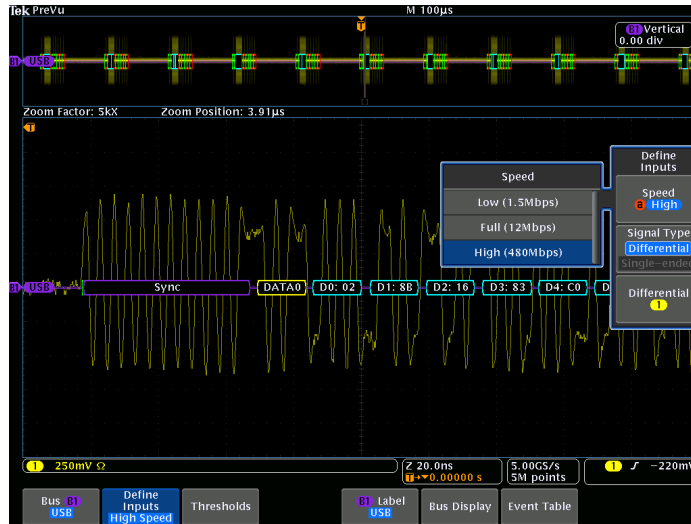 Tek PreVu M 100µs
B1 Vertical
0.00 div
B1 USB
Zoom Factor: 5kX Zoom Position: 3.91µs
Define
Inputs
Speed
a High
Signal Type
Differential
Single-ended
Differential
1
Speed
Low (1.5Mbps)
Full (12Mbps)
High (480Mbps)
B1 USB Sync DATA0 D0: 02 D1: 8B D2: 16 D3: 83 D4: C0 D
1 250mV Ω
Z 20.0ns
T→▼0.00000 s
5.00GS/s
5M points
1 ʃ −220mV
Bus B1
USB
Define
Inputs
High Speed
Thresholds
B1 Label
USB
Bus Display
Event Table